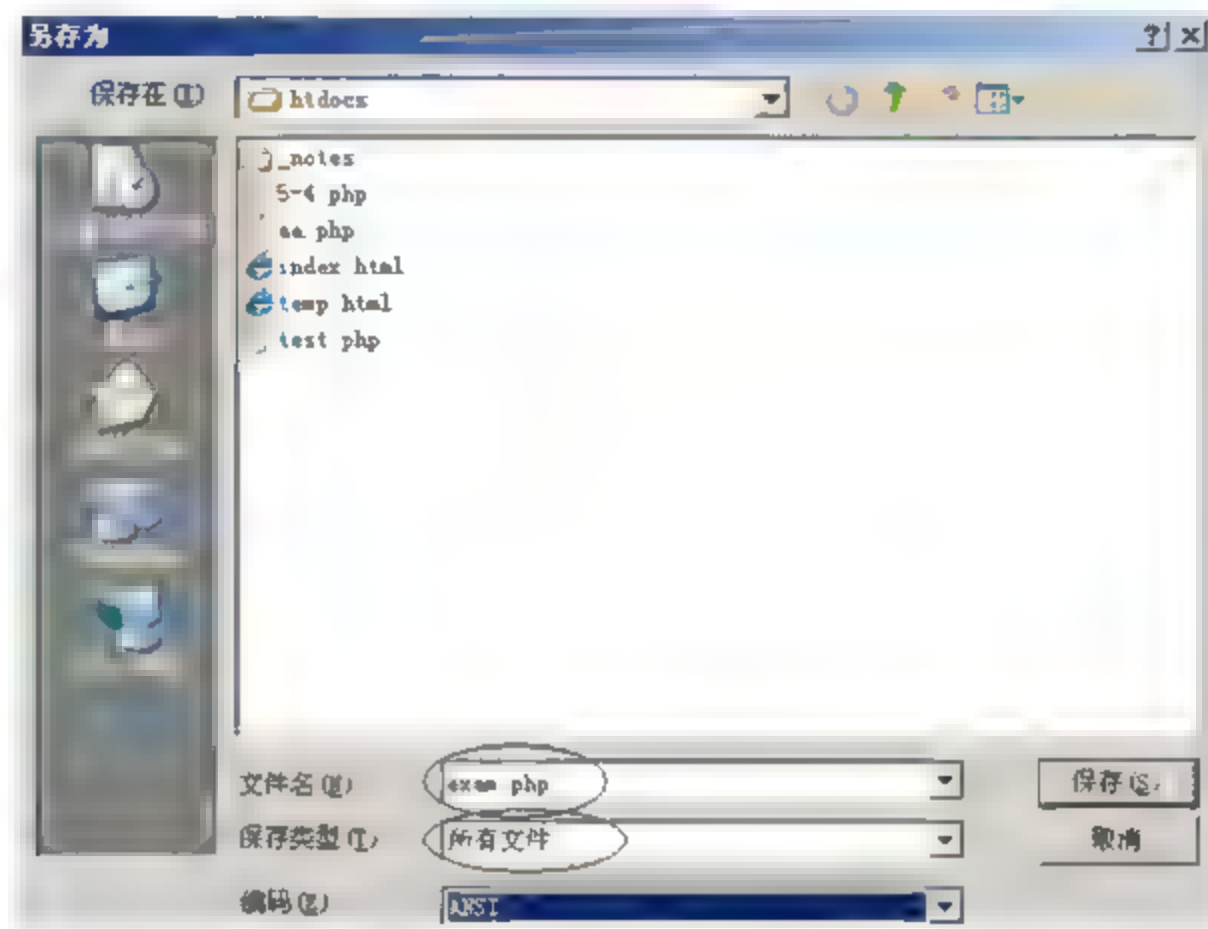 另存为
保存在(I)
htdocs
_notes
5-4 php
aa php
index html
temp html
test php
文件名(N)
exam php
保存(S)
保存类型(T)
所有文件
取消
编码(E)
ANSI